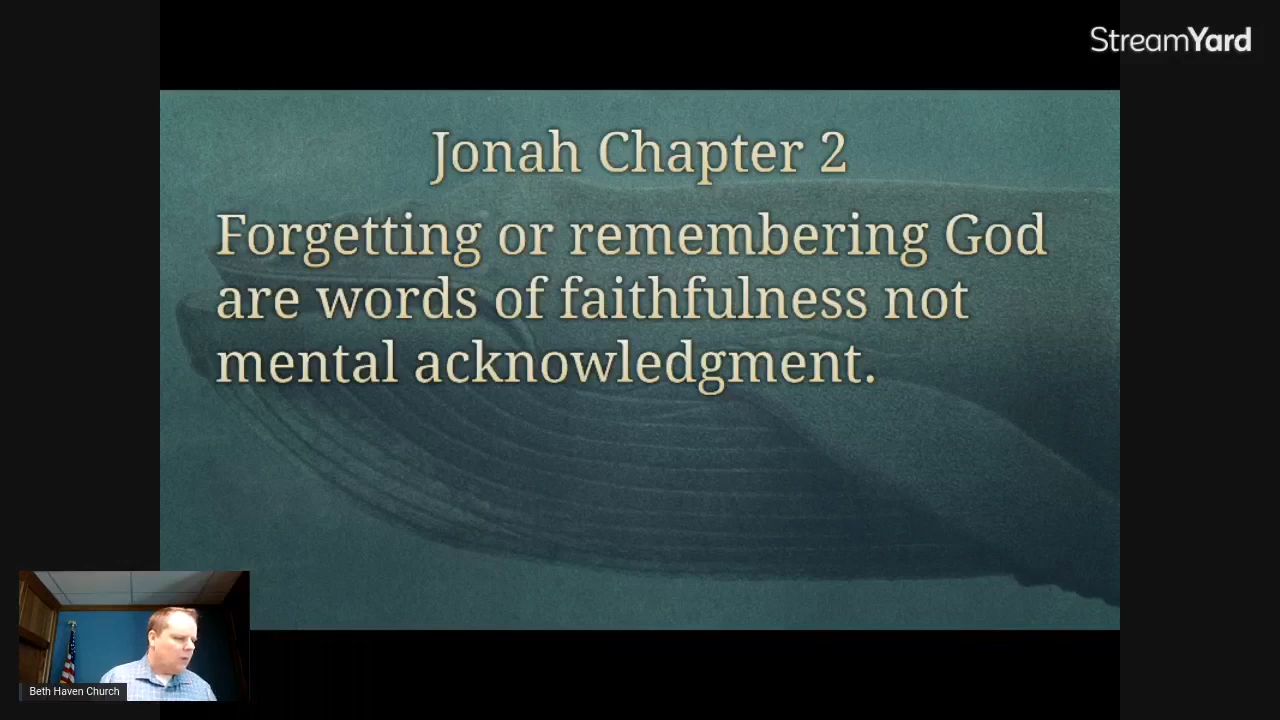 StreamYard
Jonah Chapter 2
Forgetting or remembering God
are words of faithfulness not
mental acknowledgment.
Beth Haven Church